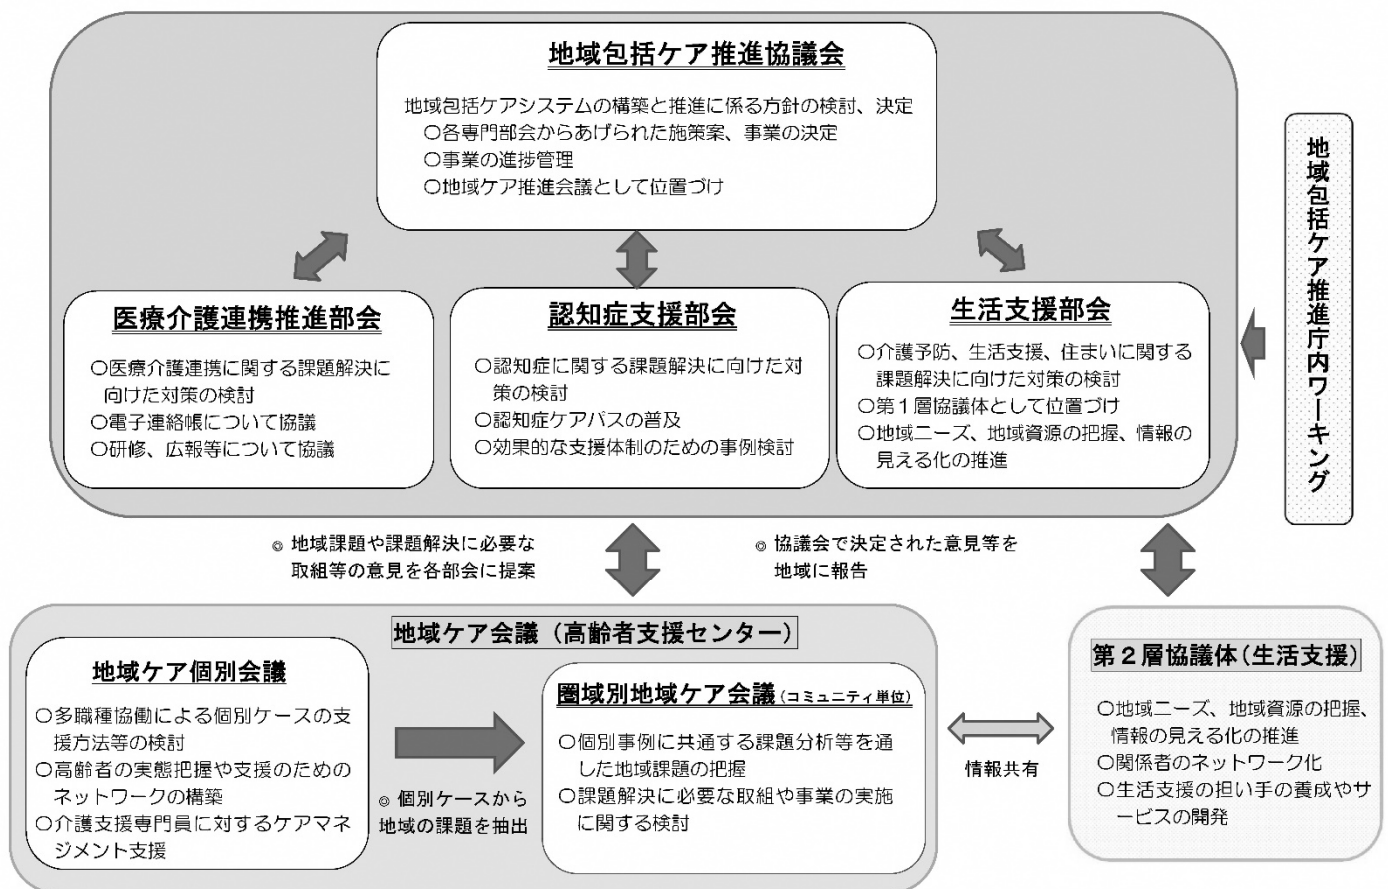 地域包括ケア推進協議会
地域包括ケアシステムの構築と推進に係る方針の検討、決定
○各専門部会からあげられた施策案、事業の決定
○事業の進捗管理
○地域ケア推進会議として位置づけ
地域包括ケア推進庁内ワーキング
医療介護連携推進部会
○医療介護連携に関する課題解決に
向けた対策の検討
○電子連絡帳について協議
○研修、広報等について協議
認知症支援部会
○認知症に関する課題解決に向けた対
策の検討
○認知症ケアパスの普及
○効果的な支援体制のための事例検討
生活支援部会
○介護予防、生活支援、住まいに関する
課題解決に向けた対策の検討
○第1層協議体として位置づけ
○地域ニーズ、地域資源の把握、情報の
見える化の推進
◎ 地域課題や課題解決に必要な
取組等の意見を各部会に提案
◎ 協議会で決定された意見等を
地域に報告
地域ケア会議(高齢者支援センター)
地域ケア個別会議
○多職種協働による個別ケースの支
援方法等の検討
○高齢者の実態把握や支援のための
ネットワークの構築
○介護支援専門員に対するケアマネ
ジメント支援
◎ 個別ケースから
地域の課題を抽出
圏域別地域ケア会議(コミュニティ単位)
○個別事例に共通する課題分析等を通
した地域課題の把握
○課題解決に必要な取組や事業の実施
に関する検討
情報共有
第2層協議体(生活支援)
○地域ニーズ、地域資源の把握、
情報の見える化の推進
○関係者のネットワーク化
○生活支援の担い手の養成やサ
ービスの開発